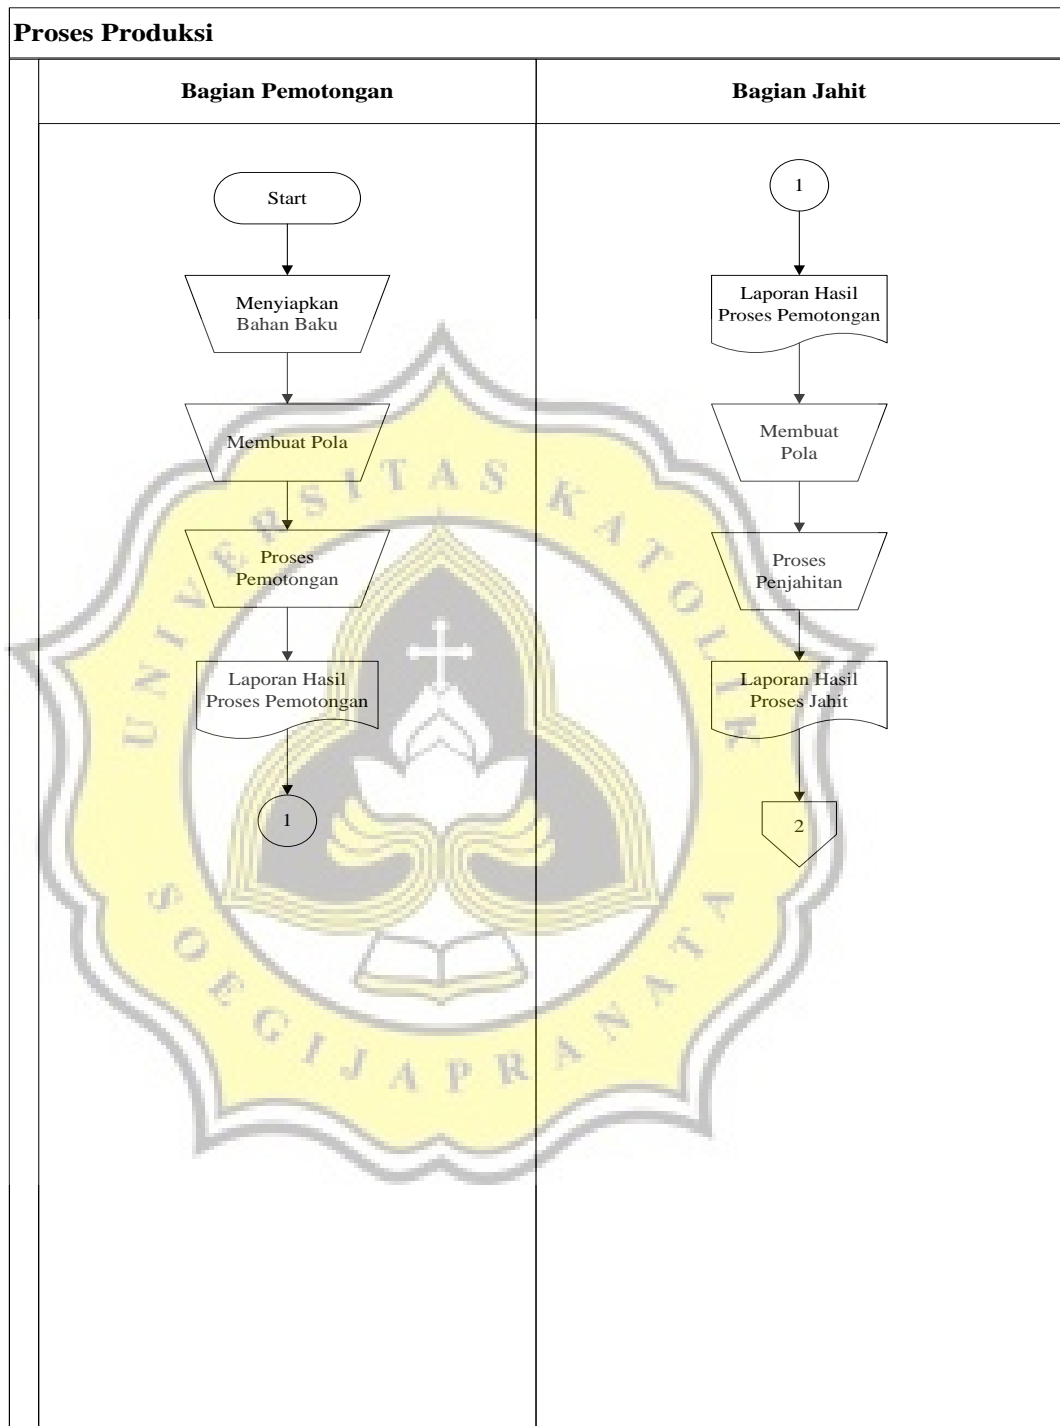 Proses Produksi
Bagian Pemotongan
Start
Menyiapkan
Bahan Baku
Membuat Pola
Proses
Pemotongan
Laporan Hasil
Proses Pemotongan
1
Bagian Jahit
1
Laporan Hasil
Proses Pemotongan
Membuat
Pola
Proses
Penjahitan
Laporan Hasil
Proses Jahit
2
UNIVERSITAS KATOLIK
SOEGIJAPRANATA